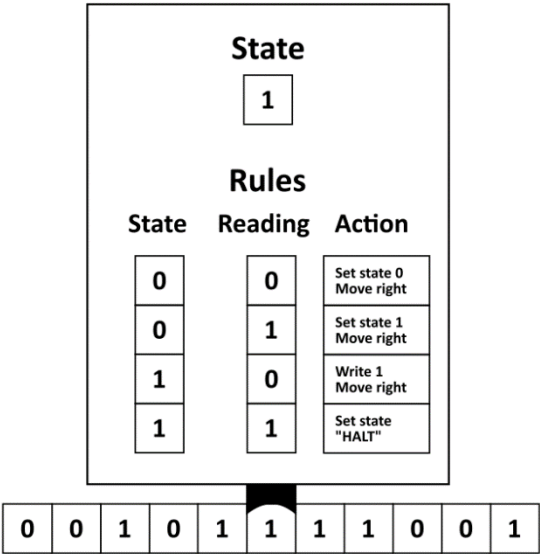 State
1
Rules
State Reading Action
0 0 Set state 0
Move right
0 1 Set state 1
Move right
1 0 Write 1
Move right
1 1 Set state
"HALT"
0 0 1 0 1 1 1 1 0 0 1